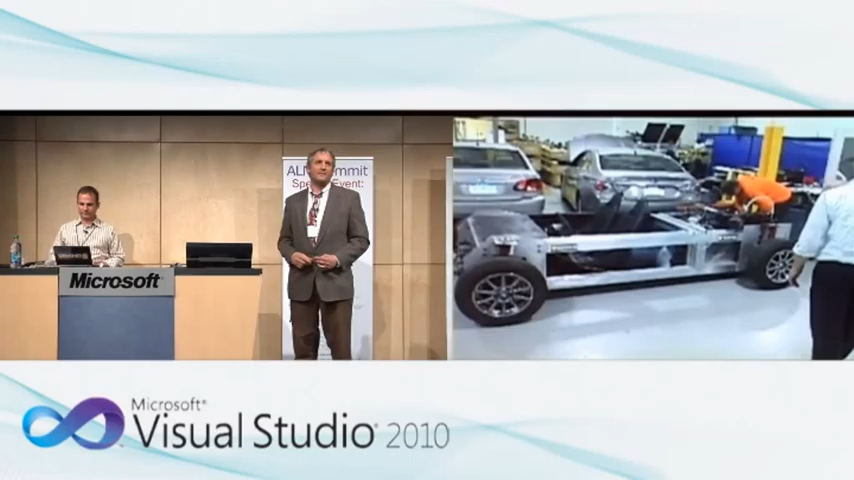 ALM Summit
Special Event:
Microsoft
Microsoft®
Visual Studio® 2010